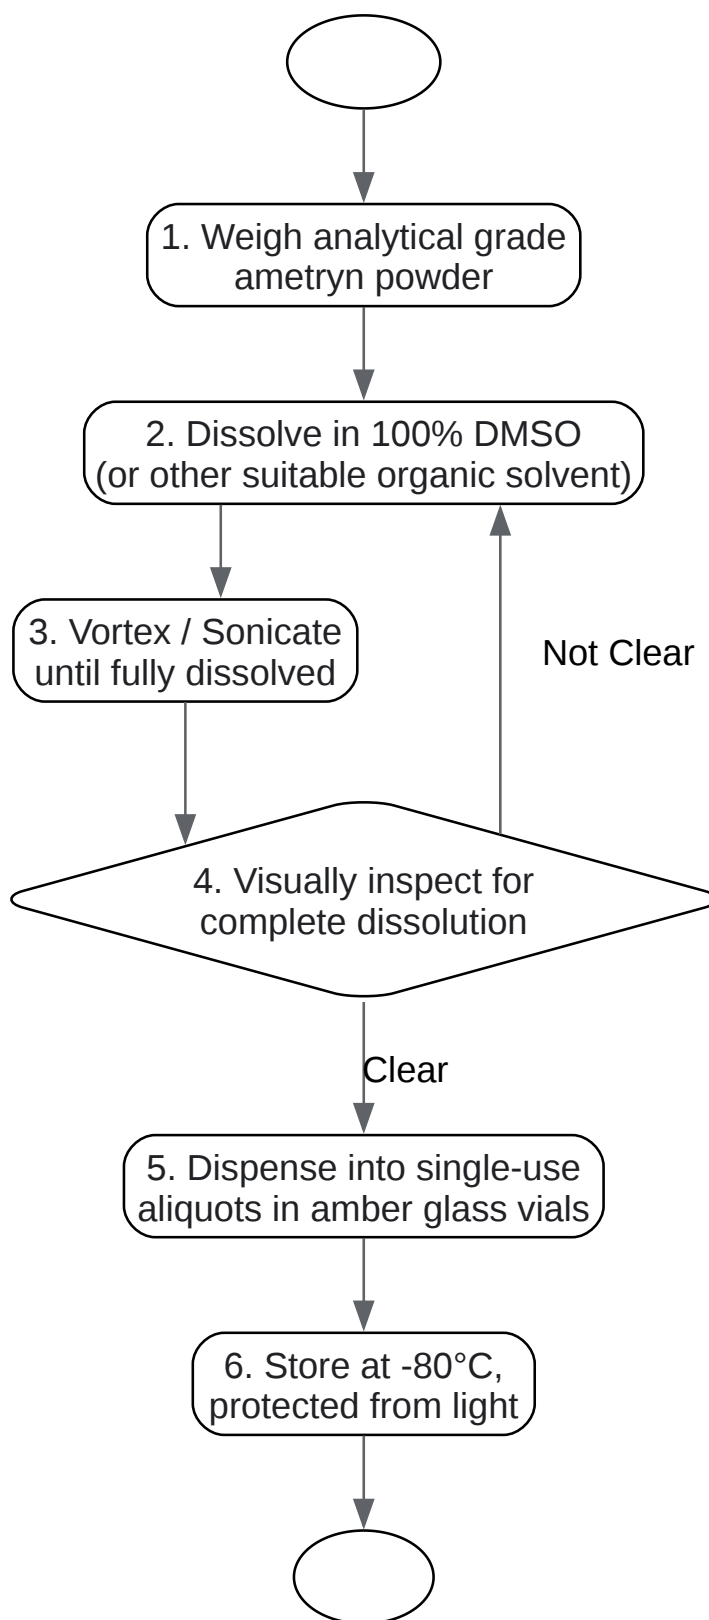 1. Weigh analytical grade
ametryn powder
2. Dissolve in 100% DMSO
(or other suitable organic solvent)
3. Vortex / Sonicate
until fully dissolved
Not Clear
4. Visually inspect for
complete dissolution
Clear
5. Dispense into single-use
aliquots in amber glass vials
6. Store at -80°C,
protected from light